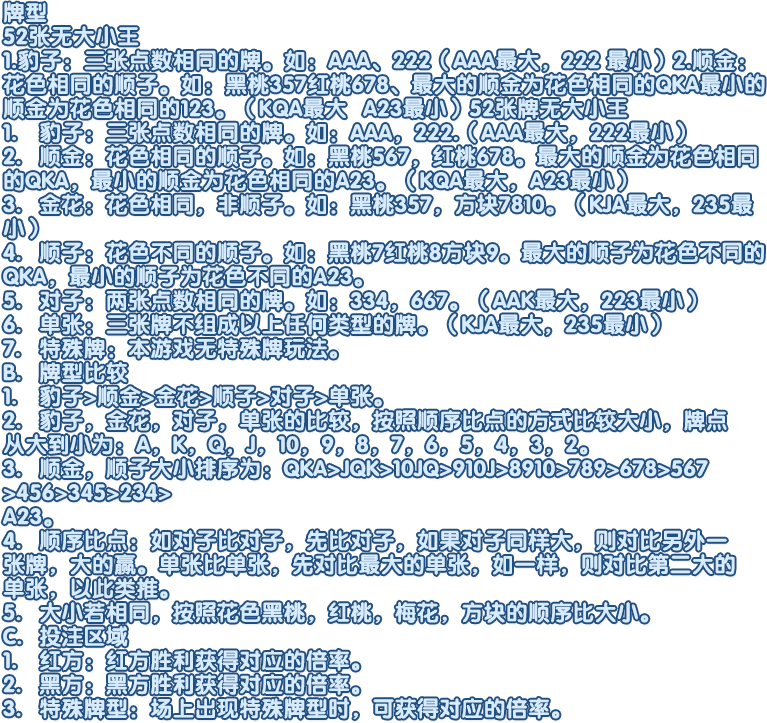 牌型
52张无大小王
1.豹子：三张点数相同的牌。如：AAA、222（AAA最大，222 最小）2.顺金：
花色相同的顺子。如：黑桃357红桃678、最大的顺金为花色相同的QKA最小的
顺金为花色相同的123。（KQA最大 A23最小）52张牌无大小王
1. 豹子：三张点数相同的牌。如：AAA，222.（AAA最大，222最小）
2. 顺金：花色相同的顺子。如：黑桃567，红桃678。最大的顺金为花色相同
的QKA，最小的顺金为花色相同的A23。（KQA最大，A23最小）
3. 金花：花色相同，非顺子。如：黑桃357，方块7810。（KJA最大，235最
小）
4. 顺子：花色不同的顺子。如：黑桃7红桃8方块9。最大的顺子为花色不同的
QKA，最小的顺子为花色不同的A23。
5. 对子：两张点数相同的牌。如：334，667。（AAK最大，223最小）
6. 单张：三张牌不组成以上任何类型的牌。（KJA最大，235最小）
7. 特殊牌：本游戏无特殊牌玩法。
B. 牌型比较
1. 豹子>顺金>金花>顺子>对子>单张。
2. 豹子，金花，对子，单张的比较，按照顺序比点的方式比较大小，牌点
从大到小为：A，K，Q，J，10，9，8，7，6，5，4，3，2。
3. 顺金，顺子大小排序为：QKA>JQK>10JQ>910J>8910>789>678>567
>456>345>234>
A23。
4. 顺序比点：如对子比对子，先比对子，如果对子同样大，则对比另外一
张牌，大的赢。单张比单张，先对比最大的单张，如一样，则对比第二大的
单张，以此类推。
5. 大小若相同，按照花色黑桃，红桃，梅花，方块的顺序比大小。
C. 投注区域
1. 红方：红方胜利获得对应的倍率。
2. 黑方：黑方胜利获得对应的倍率。
3. 特殊牌型：场上出现特殊牌型时，可获得对应的倍率。